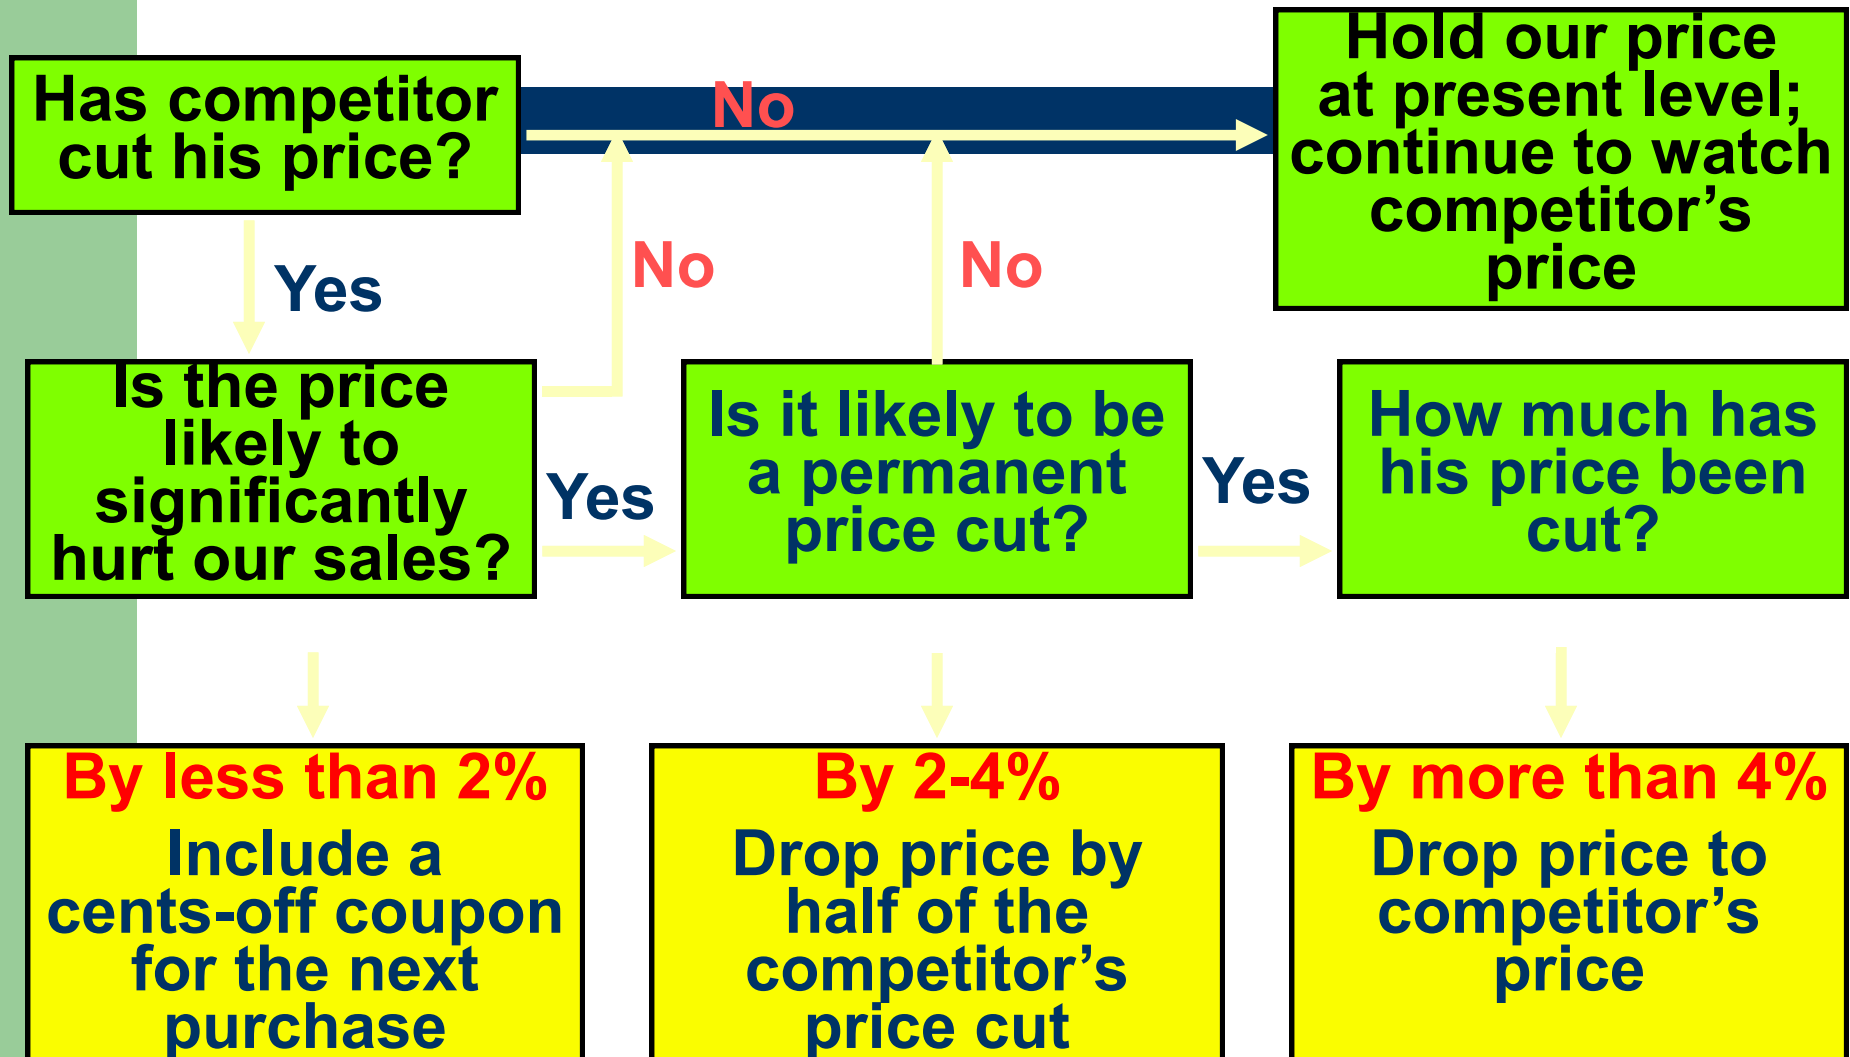 Has competitor
cut his price?
No
Hold our price
at present level;
continue to watch
competitor’s
price
Yes
No
No
Is the price
likely to
significantly
hurt our sales?
Yes
Is it likely to be
a permanent
price cut?
Yes
How much has
his price been
cut?
By less than 2%
Include a
cents-off coupon
for the next
purchase
By 2-4%
Drop price by
half of the
competitor’s
price cut
By more than 4%
Drop price to
competitor’s
price